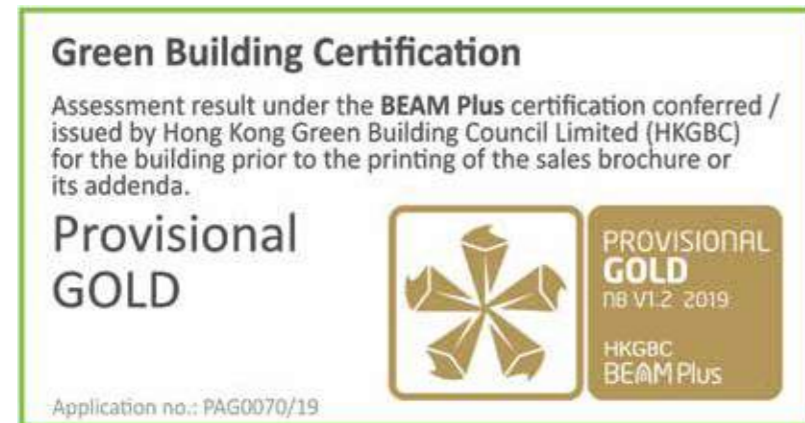 Green Building Certification
Assessment result under the BEAM Plus certification conferred /
issued by Hong Kong Green Building Council Limited (HKGBC)
for the building prior to the printing of the sales brochure or
its addenda.
Provisional
GOLD
PROVISIONAL
GOLD
NB V1.2 2019
HKGBC
BEAM Plus
Application no.: PAG0070/19